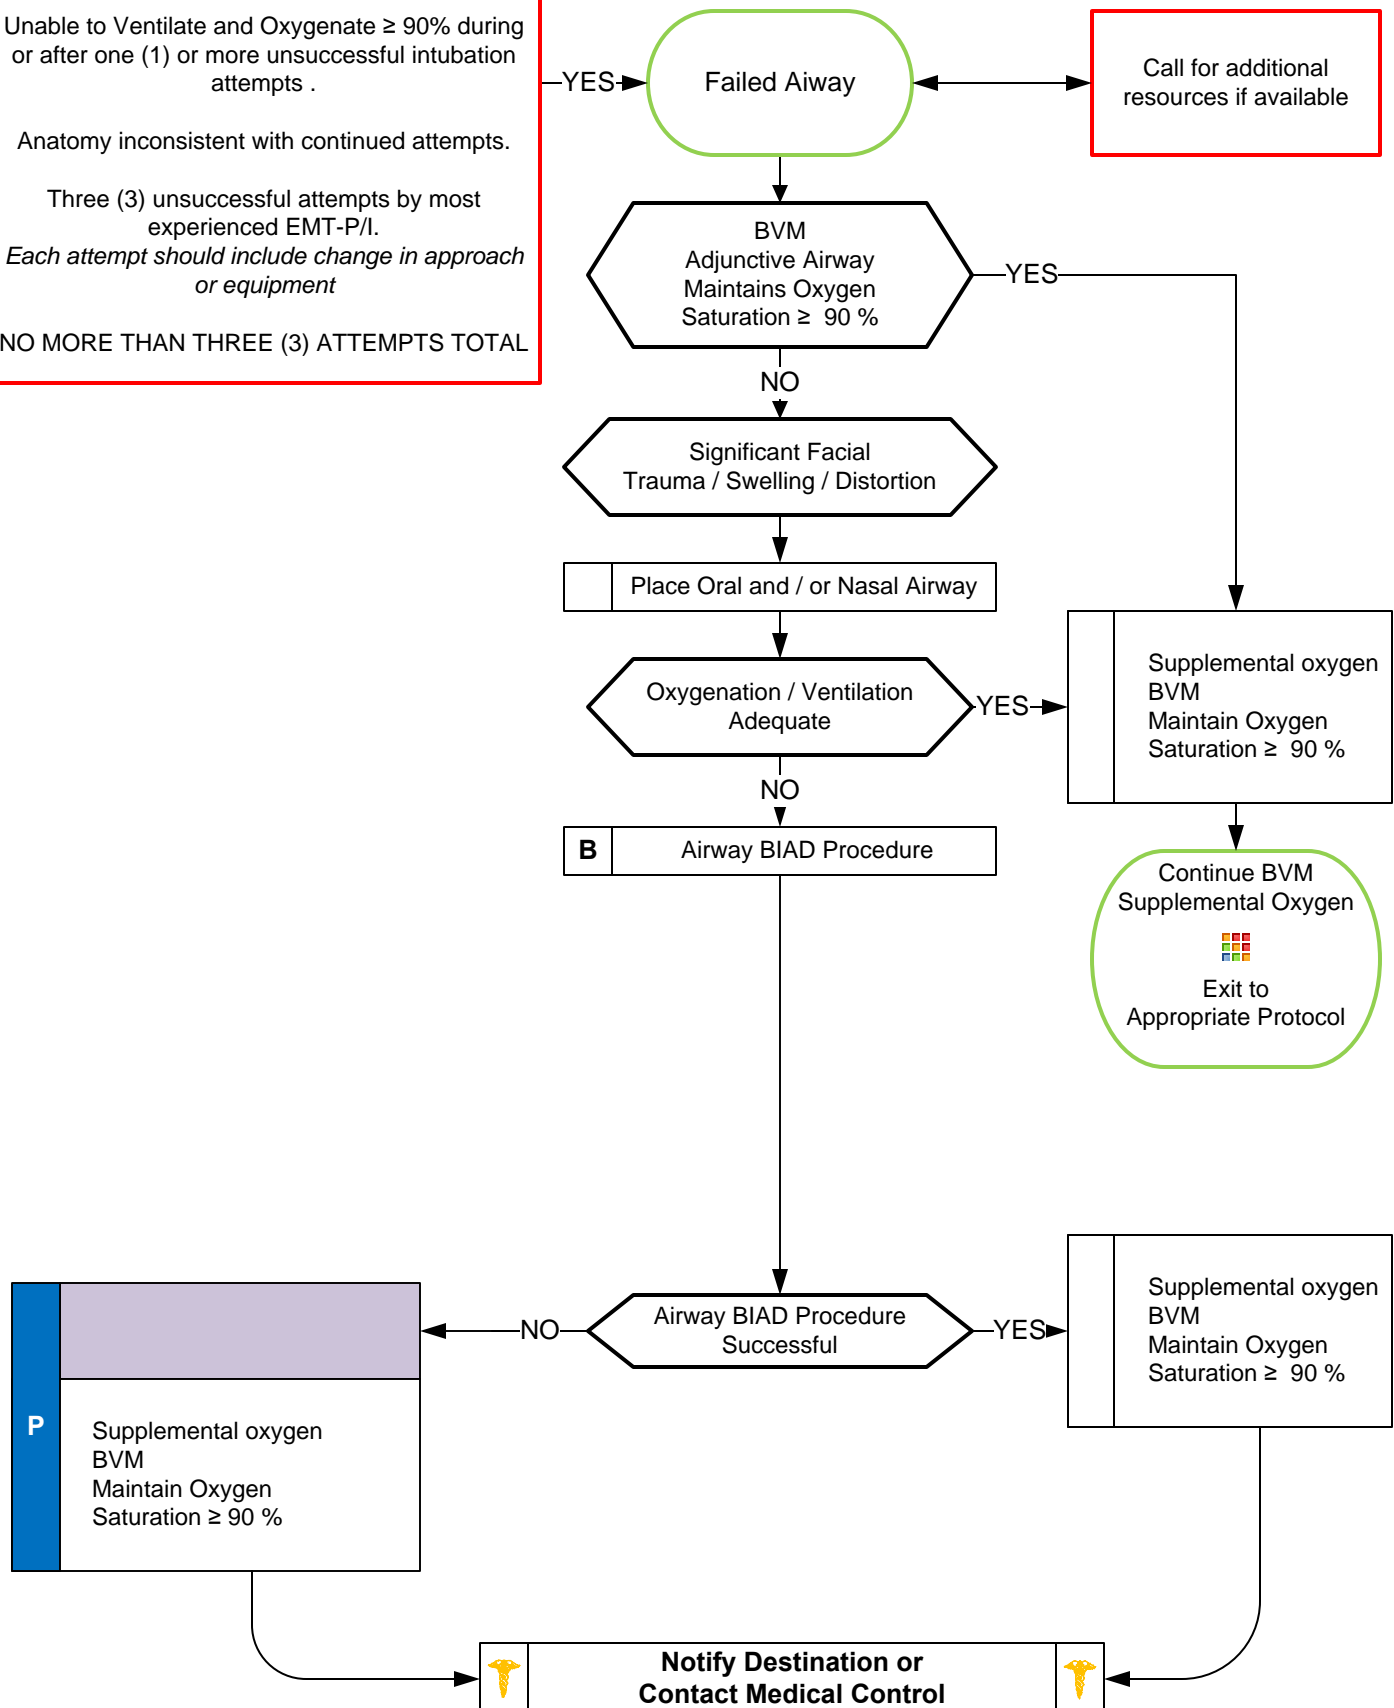 Unable to Ventilate and Oxygenate ≥ 90% during
or after one (1) or more unsuccessful intubation
attempts .
Anatomy inconsistent with continued attempts.
Three (3) unsuccessful attempts by most
experienced EMT-P/I.
Each attempt should include change in approach
or equipment
NO MORE THAN THREE (3) ATTEMPTS TOTAL
YES
Failed Aiway
Call for additional
resources if available
BVM
Adjunctive Airway
Maintains Oxygen
Saturation ≥ 90 %
YES
NO
Significant Facial
Trauma / Swelling / Distortion
Place Oral and / or Nasal Airway
Oxygenation / Ventilation
Adequate
YES
Supplemental oxygen
BVM
Maintain Oxygen
Saturation ≥ 90 %
NO
B
Airway BIAD Procedure
Continue BVM
Supplemental Oxygen
Exit to
Appropriate Protocol
Airway BIAD Procedure
Successful
NO
YES
Supplemental oxygen
BVM
Maintain Oxygen
Saturation ≥ 90 %
P
Supplemental oxygen
BVM
Maintain Oxygen
Saturation ≥ 90 %
Notify Destination or
Contact Medical Control